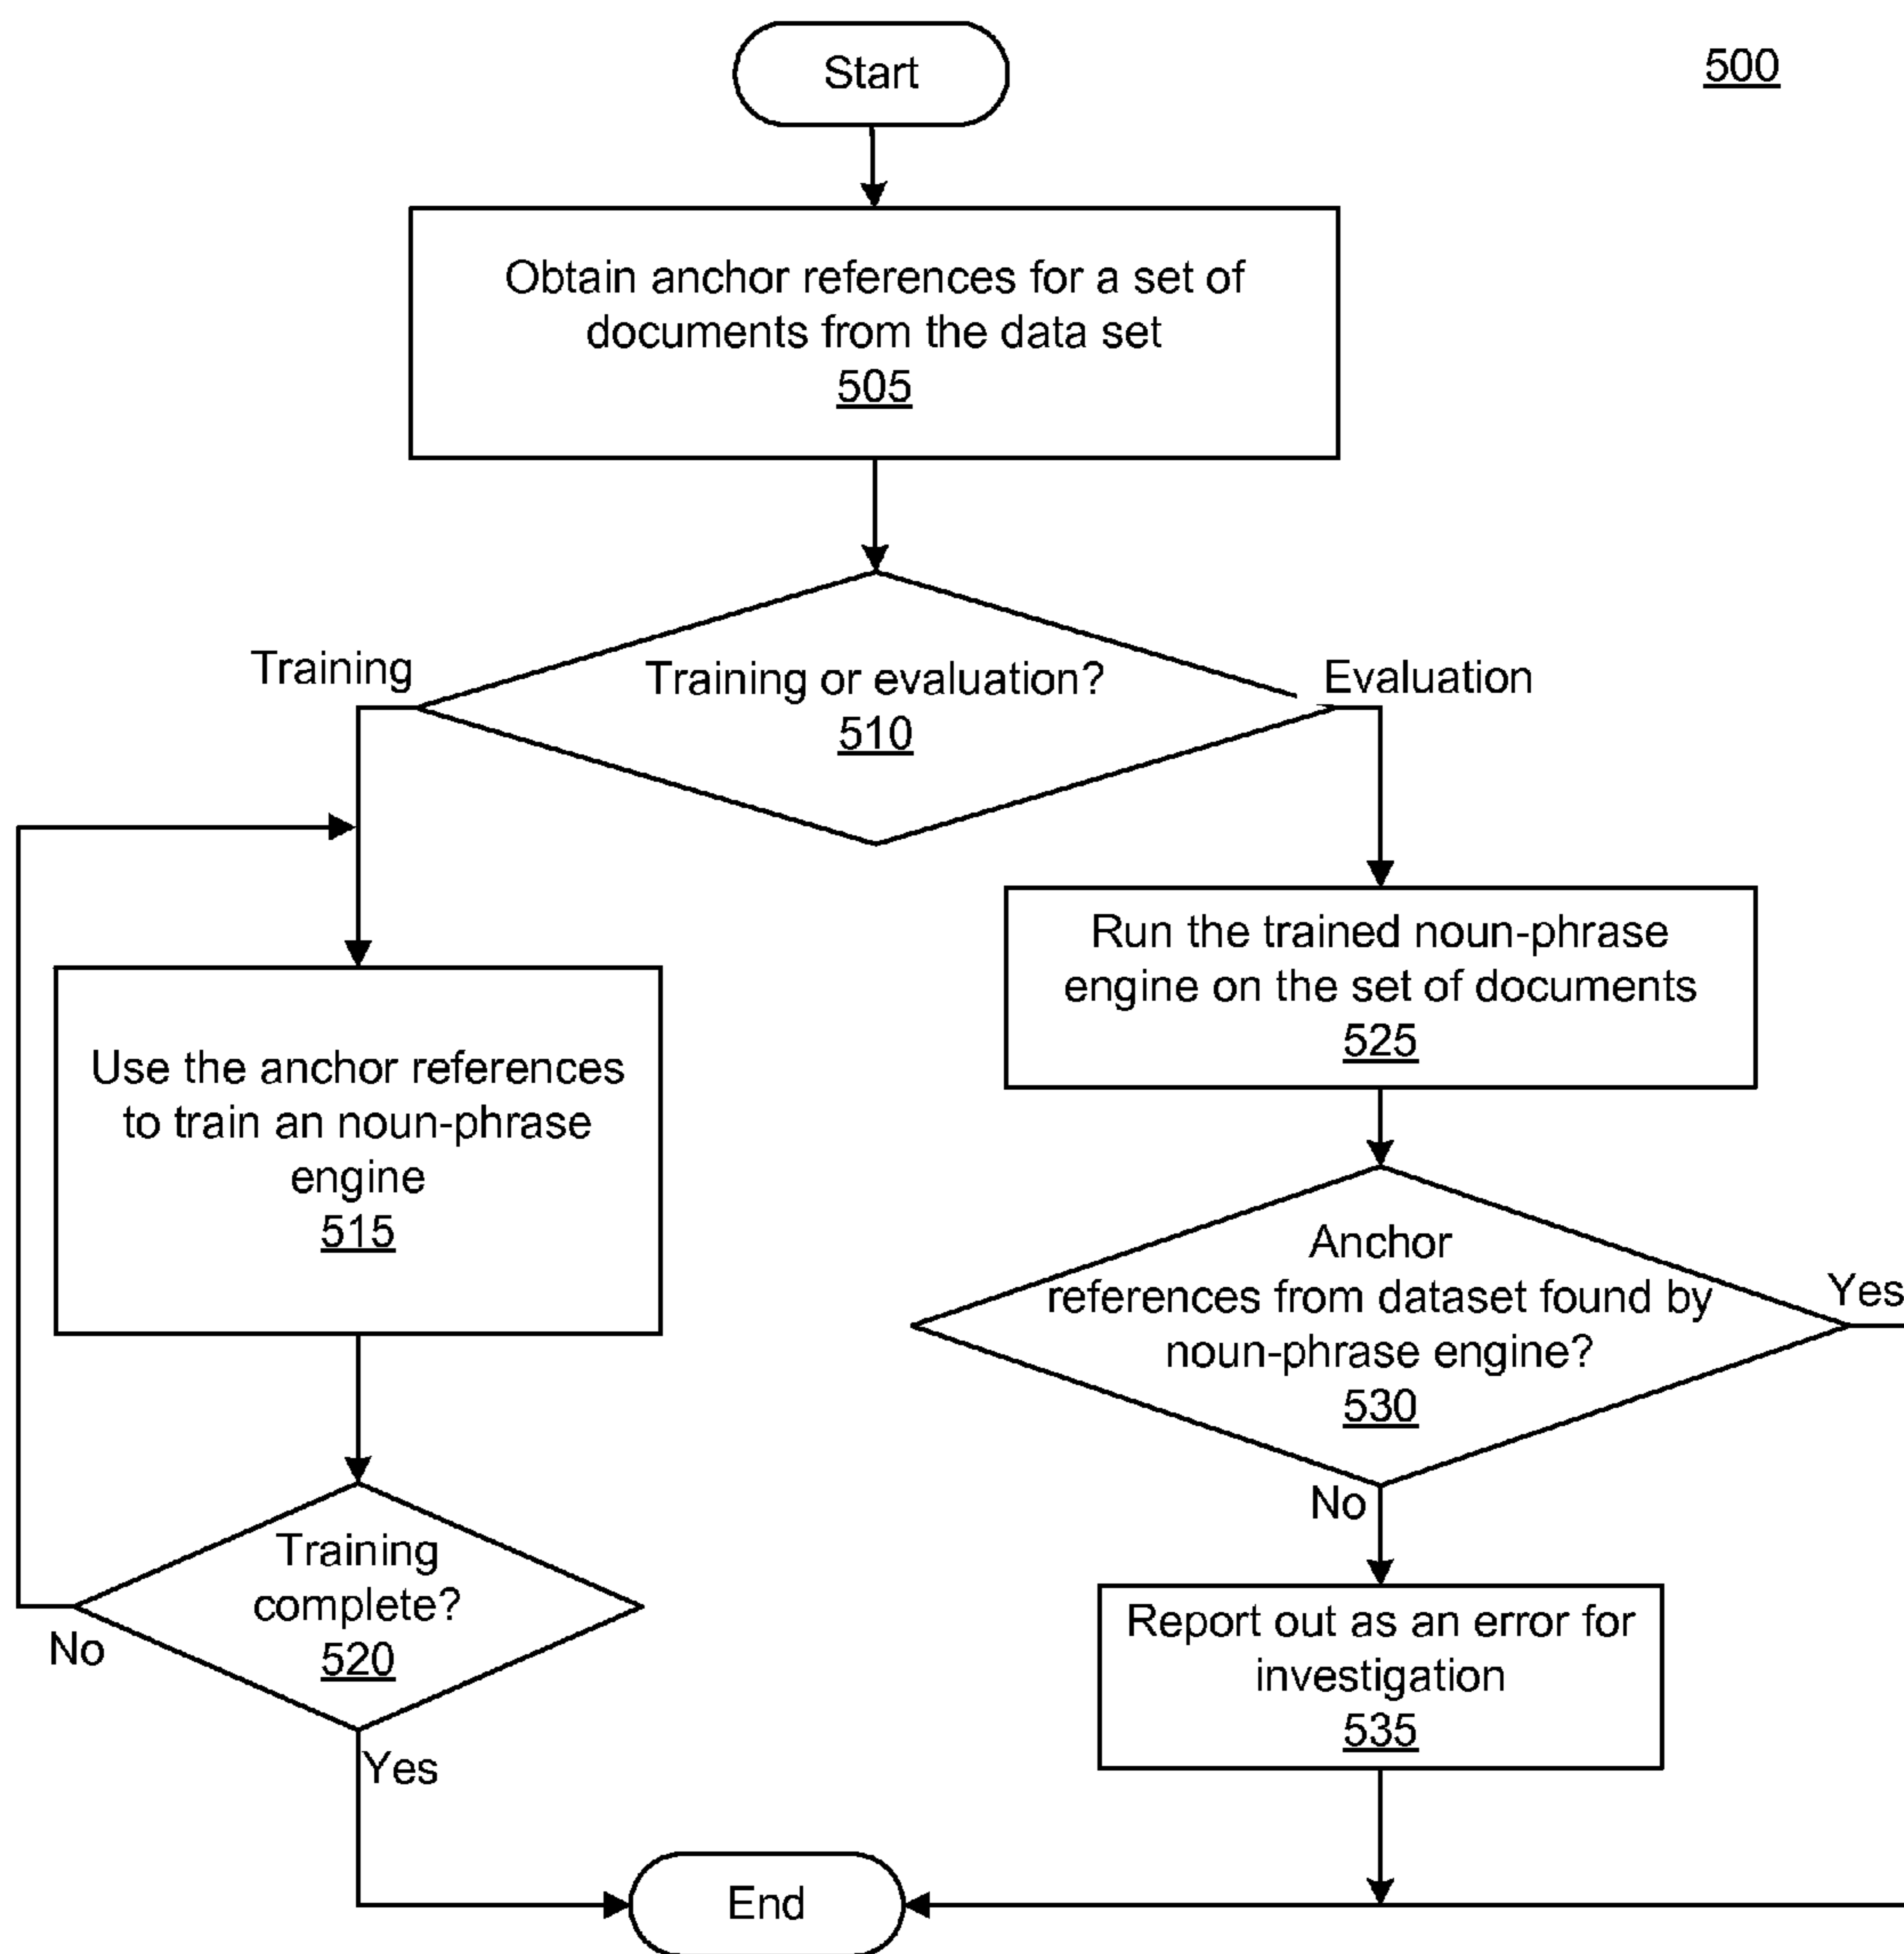 Start
500
Obtain anchor references for a set of
documents from the data set
505
Training
Training or evaluation?
510
Evaluation
Use the anchor references
to train an noun-phrase
engine
515
Run the trained noun-phrase
engine on the set of documents
525
Anchor
references from dataset found by
noun-phrase engine?
530
Yes
No
Training
complete?
520
No
Yes
Report out as an error for
investigation
535
End